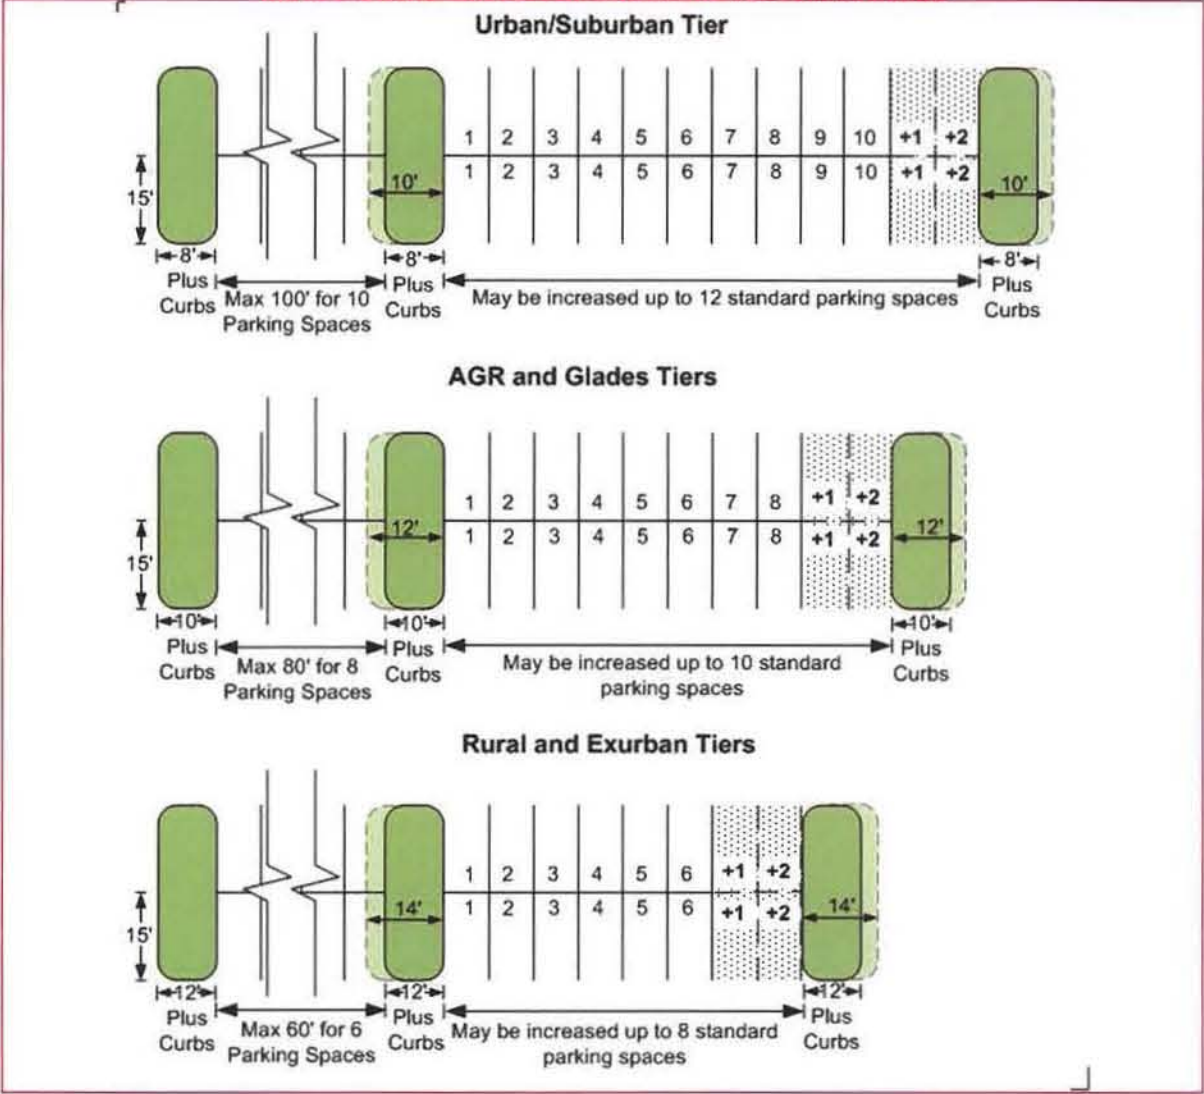 Urban/Suburban Tier
1 2 3 4 5 6 7 8 9 10 +1 +2
1 2 3 4 5 6 7 8 9 10 +1 +2
15'
10'
10'
8'
Plus
Curbs
Max 100' for 10
Parking Spaces
8'
Plus
Curbs
May be increased up to 12 standard parking spaces
8'
Plus
Curbs
AGR and Glades Tiers
1 2 3 4 5 6 7 8 +1 +2
1 2 3 4 5 6 7 8 +1 +2
15'
12'
12'
10'
Plus
Curbs
Max 80' for 8
Parking Spaces
10'
Plus
Curbs
May be increased up to 10 standard
parking spaces
10'
Plus
Curbs
Rural and Exurban Tiers
1 2 3 4 5 6 +1 +2
1 2 3 4 5 6 +1 +2
15'
14'
14'
12'
Plus
Curbs
Max 60' for 6
Parking Spaces
12'
Plus
Curbs
May be increased up to 8 standard
parking spaces
12'
Plus
Curbs